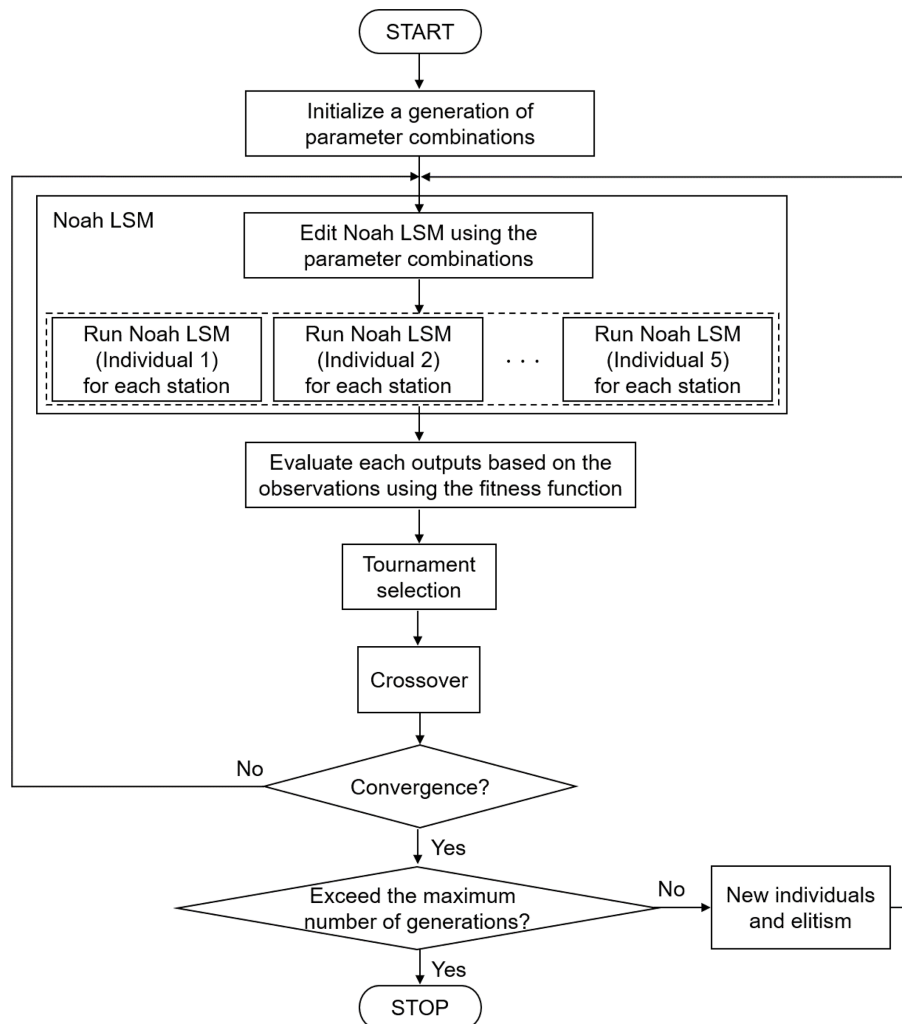 START
Initialize a generation of
parameter combinations
Noah LSM
Edit Noah LSM using the
parameter combinations
Run Noah LSM
(Individual 1)
for each station
Run Noah LSM
(Individual 2)
for each station
· · ·
Run Noah LSM
(Individual 5)
for each station
Evaluate each outputs based on the
observations using the fitness function
Tournament
selection
Crossover
No
Convergence?
Yes
Exceed the maximum
number of generations?
No
New individuals
and elitism
Yes
STOP